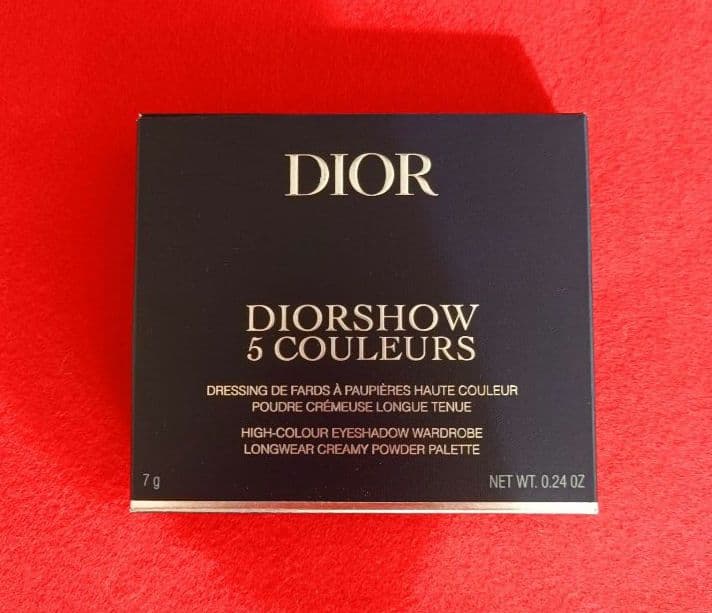 DIOR
DIORSHOW
5 COULEURS
DRESSING DE FARDS À PAUPIÈRES HAUTE COULEUR
POUDRE CRÉMEUSE LONGUE TENUE
HIGH-COLOUR EYESHADOW WARDROBE
LONGWEAR CREAMY POWDER PALETTE
7 g NET WT. 0.24 OZ